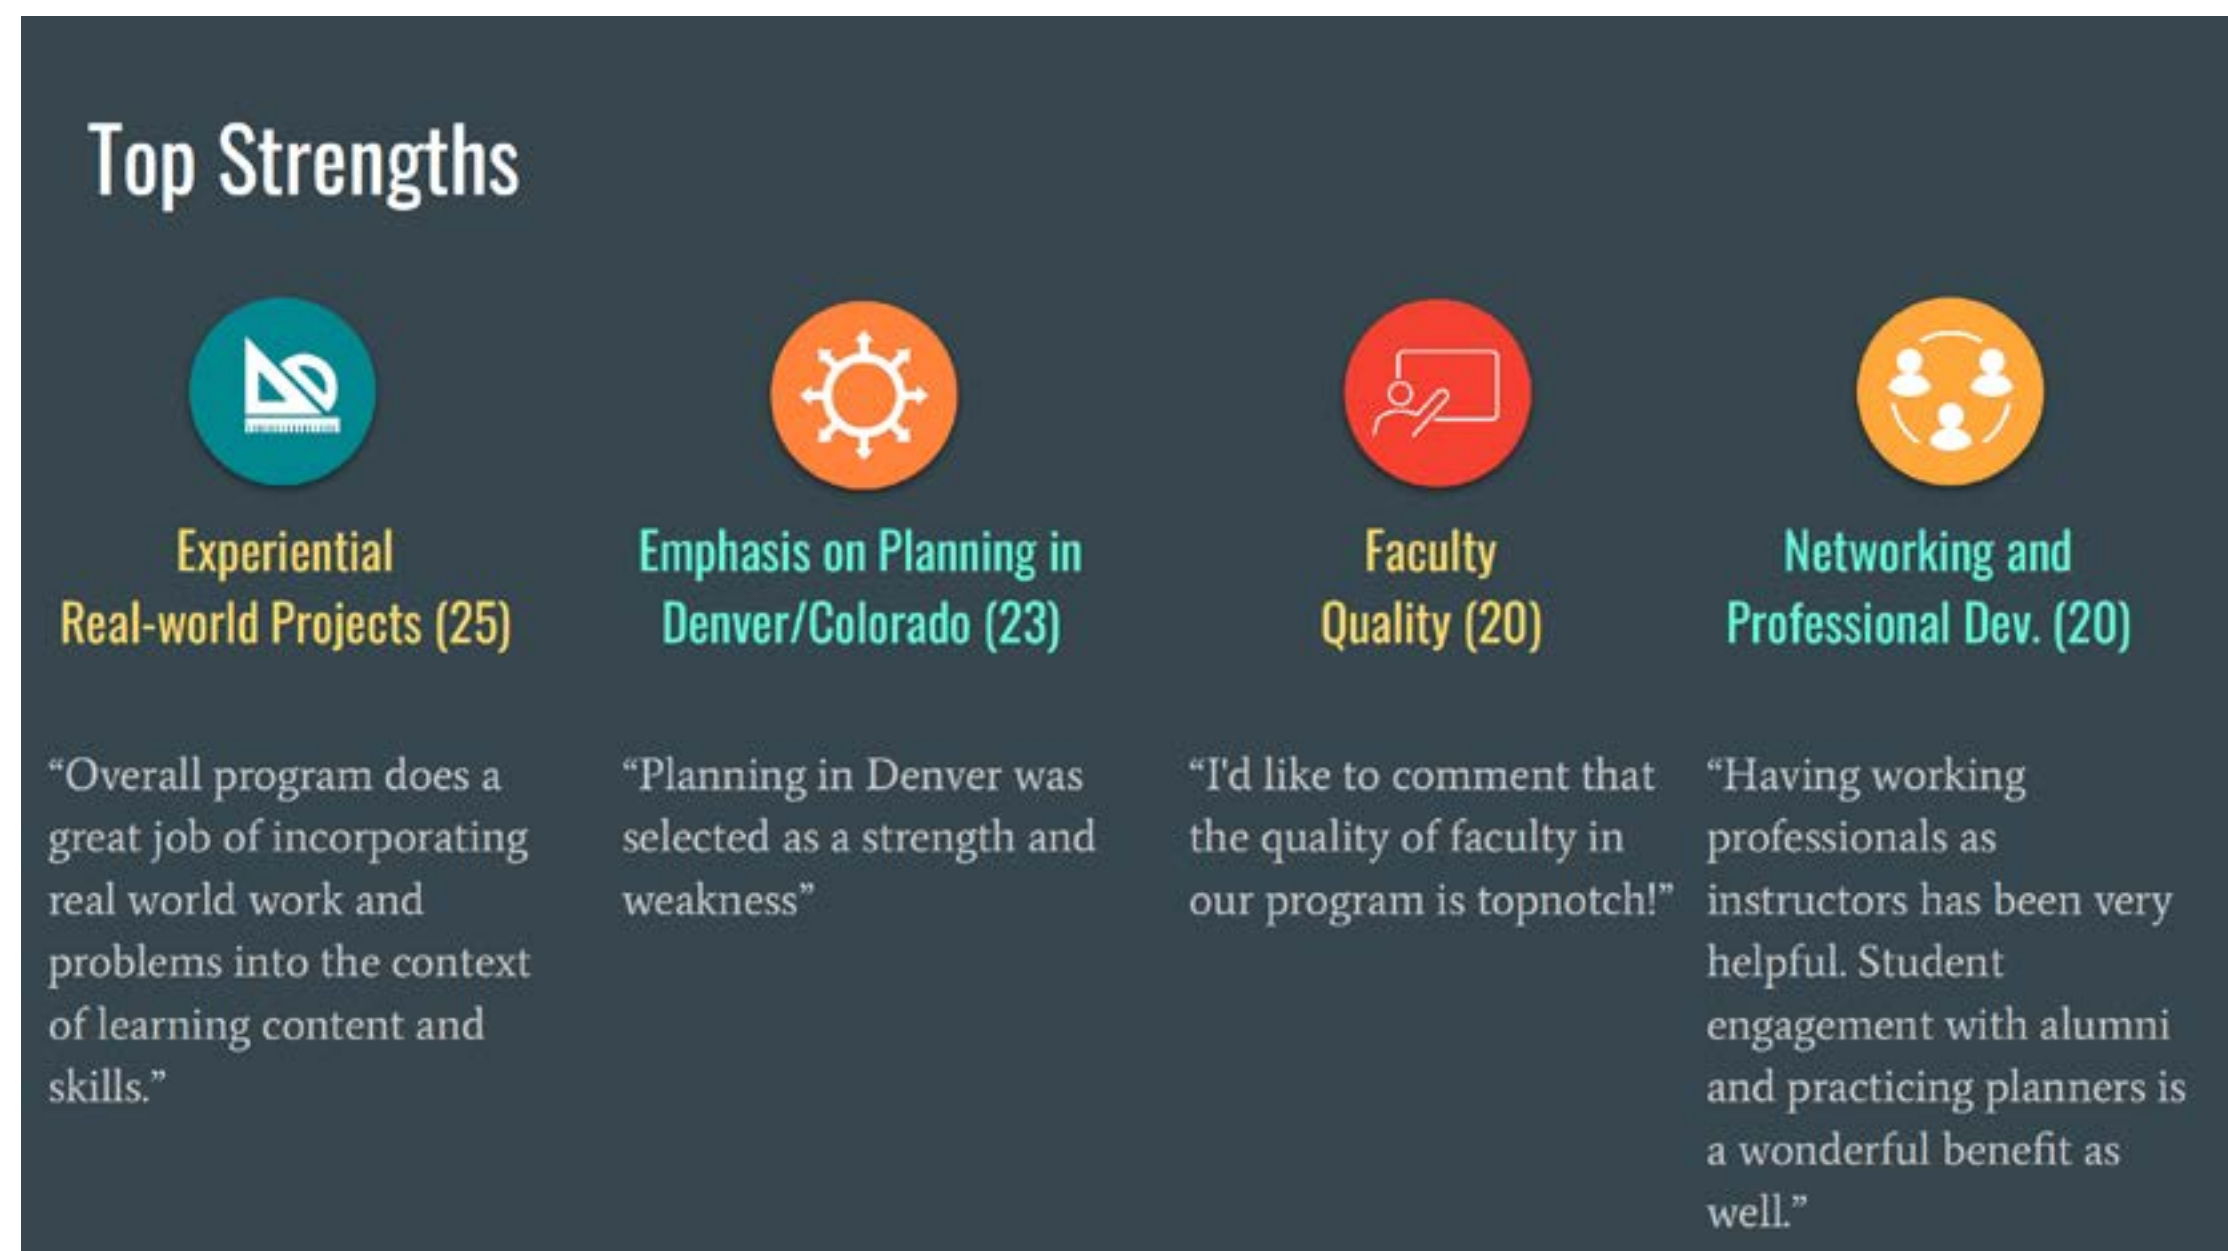 Top Strengths
Experiential
Real-world Projects (25)
“Overall program does a
great job of incorporating
real world work and
problems into the context
of learning content and
skills.”
Emphasis on Planning in
Denver/Colorado (23)
“Planning in Denver was
selected as a strength and
weakness”
Faculty
Quality (20)
“I'd like to comment that
the quality of faculty in
our program is topnotch!”
Networking and
Professional Dev. (20)
“Having working
professionals as
instructors has been very
helpful. Student
engagement with alumni
and practicing planners is
a wonderful benefit as
well.”